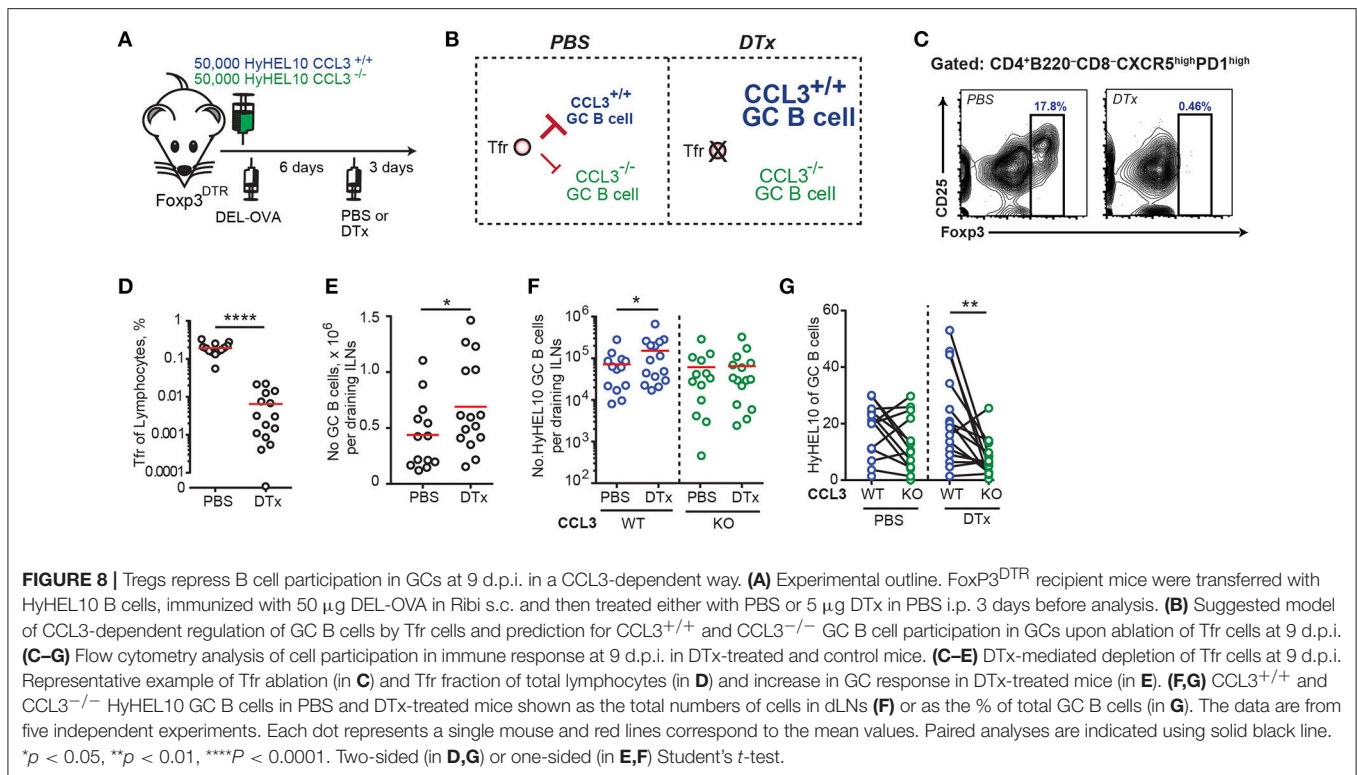 A
50,000 HyHEL10 CCL3 +/+
50,000 HyHEL10 CCL3 -/-
6 days
3 days
Foxp3DTR
DEL-OVA
PBS or
DTx
B
PBS
DTx
CCL3+/+
GC B cell
Tfr
CCL3-/-
GC B cell
CCL3+/+
GC B cell
Tfr
CCL3-/-
GC B cell
C
Gated: CD4+B220–CD8–CXCR5highPD1high
PBS
17.8%
DTx
0.46%
CD25
Foxp3
D
****
Tfr of Lymphocytes, %
1
0.1
0.01
0.001
0.0001
0
PBS
DTx
E
*
No GC B cells, x 10^6
per draining ILNs
1.5
1.0
0.5
0
PBS
DTx
F
*
No.HyHEL10 GC B cells
per draining ILNs
10^6
10^5
10^4
10^3
10^2
PBS
DTx
PBS
DTx
CCL3
WT
KO
G
**
HyHEL10 of GC B cells
60
40
20
0
WT
KO
WT
KO
PBS
DTx
FIGURE 8 | Tregs repress B cell participation in GCs at 9 d.p.i. in a CCL3-dependent way. (A) Experimental outline. FoxP3DTR recipient mice were transferred with
HyHEL10 B cells, immunized with 50 μg DEL-OVA in Ribi s.c. and then treated either with PBS or 5 μg DTx in PBS i.p. 3 days before analysis. (B) Suggested model
of CCL3-dependent regulation of GC B cells by Tfr cells and prediction for CCL3+/+ and CCL3−/− GC B cell participation in GCs upon ablation of Tfr cells at 9 d.p.i.
(C–G) Flow cytometry analysis of cell participation in immune response at 9 d.p.i. in DTx-treated and control mice. (C–E) DTx-mediated depletion of Tfr cells at 9 d.p.i.
Representative example of Tfr ablation (in C) and Tfr fraction of total lymphocytes (in D) and increase in GC response in DTx-treated mice (in E). (F,G) CCL3+/+ and
CCL3−/− HyHEL10 GC B cells in PBS and DTx-treated mice shown as the total numbers of cells in dLNs (F) or as the % of total GC B cells (in G). The data are from
five independent experiments. Each dot represents a single mouse and red lines correspond to the mean values. Paired analyses are indicated using solid black line.
*p < 0.05, **p < 0.01, ****P < 0.0001. Two-sided (in D,G) or one-sided (in E,F) Student's t-test.